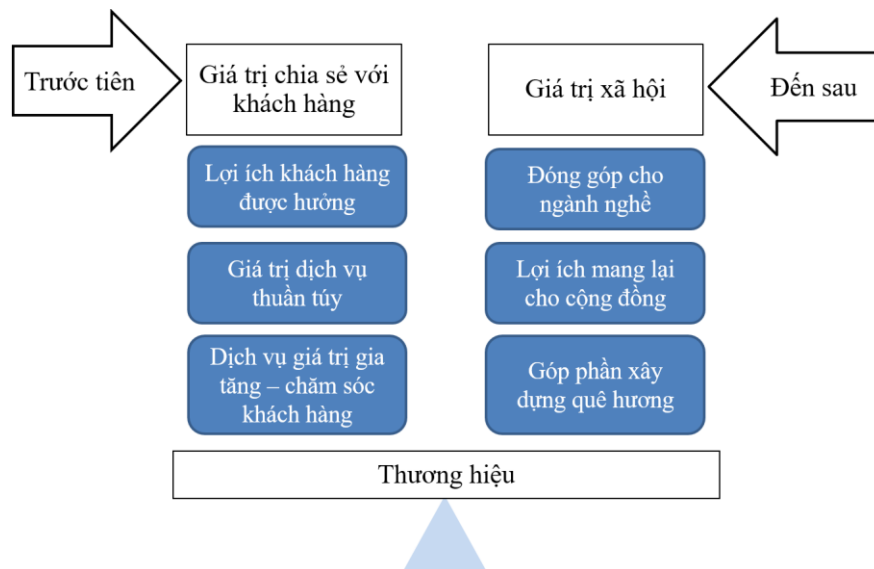 Trước tiên
Giá trị chia sẻ với
khách hàng
Giá trị xã hội
Đến sau
Lợi ích khách hàng
được hưởng
Đóng góp cho
ngành nghề
Giá trị dịch vụ
thuần túy
Lợi ích mang lại
cho cộng đồng
Dịch vụ giá trị gia
tăng – chăm sóc
khách hàng
Góp phần xây
dựng quê hương
Thương hiệu